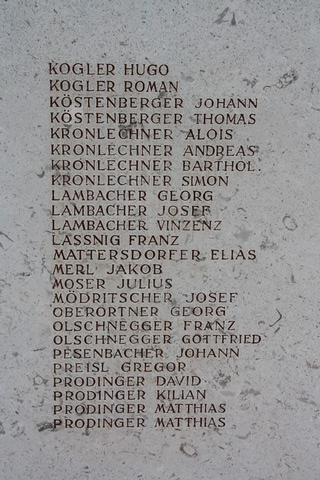 KOGLER HUGO
KOGLER ROMAN
KÖSTENBERGER JOHANN
KÖSTENBERGER THOMAS
KRONLECHNER ALOIS
KRONLECHNER ANDREAS
KRONLECHNER BARTHOL.
KRONLECHNER SIMON
LAMBACHER GEORG
LAMBACHER JOSEF
LAMBACHER VINZENZ
LASSNIG FRANZ
MATTERSDORFER ELIAS
MERL JAKOB
MOSER JULIUS
MÖDRITSCHER JOSEF
OBERORTNER GEORG
OLSCHNEGGER FRANZ
OLSCHNEGGER GOTTFRIED
PESENBACHER JOHANN
PREISL GREGOR
PRODINGER DAVID
PRODINGER KILIAN
PRODINGER MATTHIAS
PRODINGER MATTHIAS